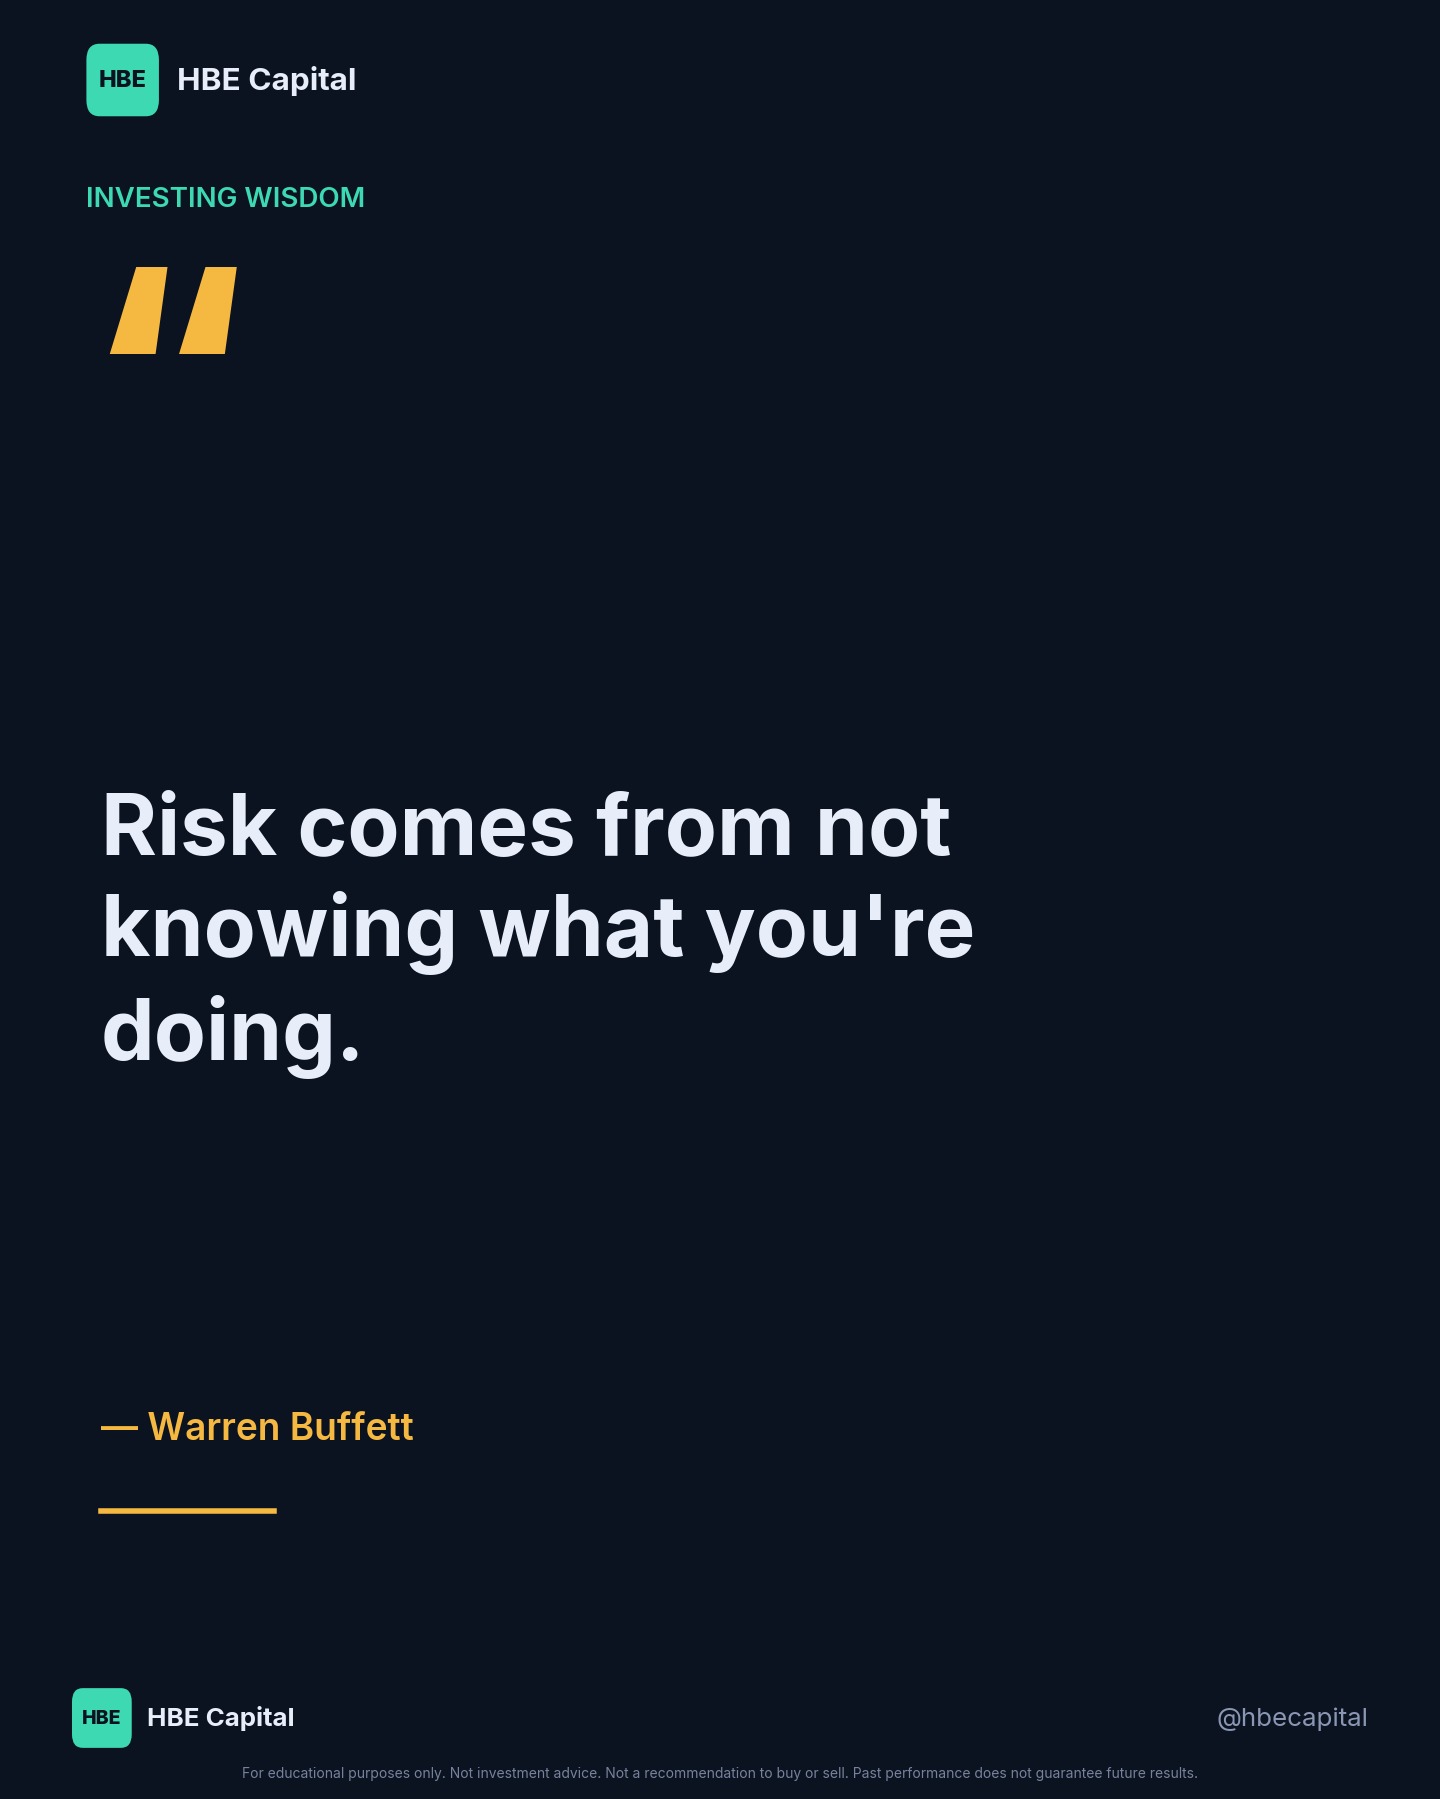 HBE HBE Capital
INVESTING WISDOM
“
Risk comes from not
knowing what you're
doing.
— Warren Buffett
HBE HBE Capital
@hbecapital
For educational purposes only. Not investment advice. Not a recommendation to buy or sell. Past performance does not guarantee future results.